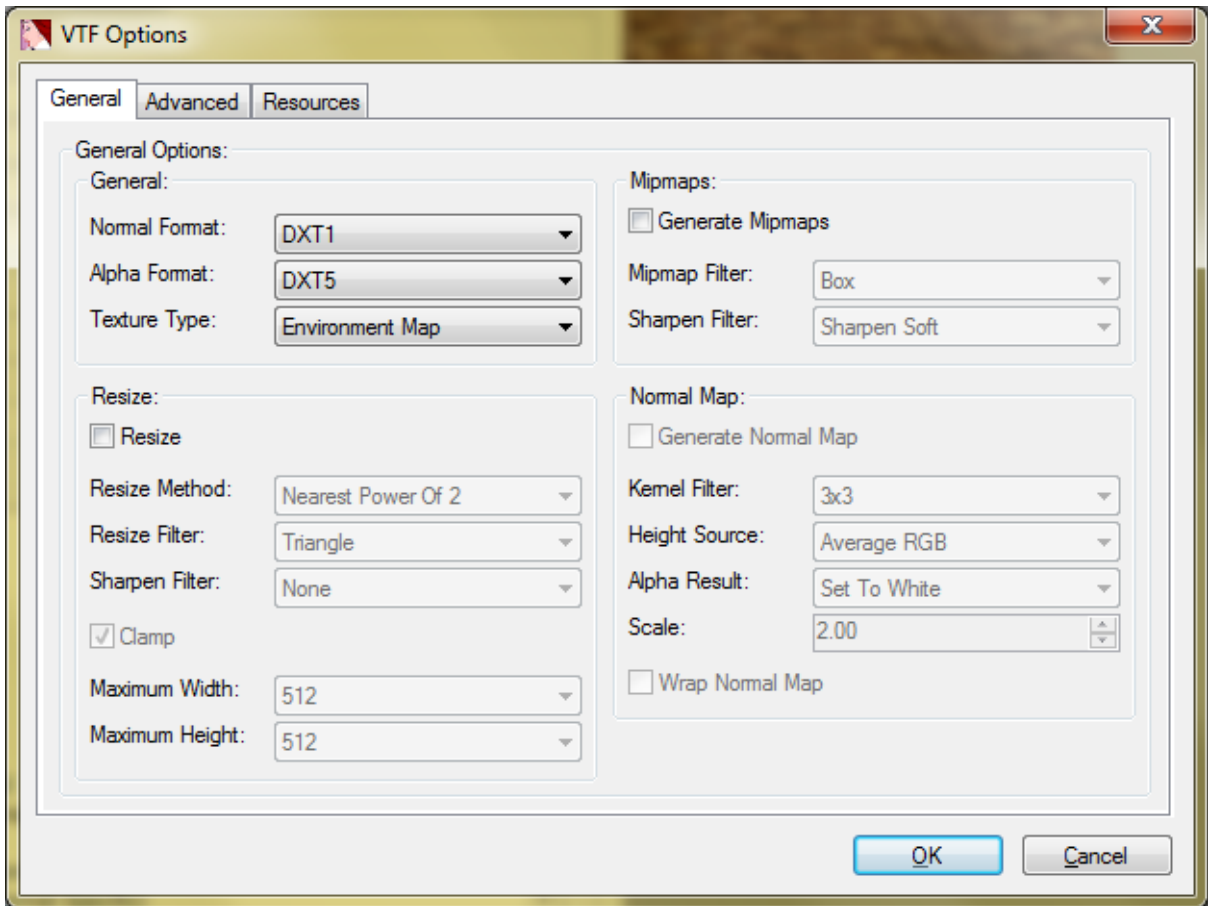 VTF Options
x
General Advanced Resources
General Options:
General:
Normal Format: DXT1
Alpha Format: DXT5
Texture Type: Environment Map
Mipmaps:
Generate Mipmaps
Mipmap Filter: Box
Sharpen Filter: Sharpen Soft
Resize:
Resize
Resize Method: Nearest Power Of 2
Resize Filter: Triangle
Sharpen Filter: None
Clamp
Maximum Width: 512
Maximum Height: 512
Normal Map:
Generate Normal Map
Kernel Filter: 3x3
Height Source: Average RGB
Alpha Result: Set To White
Scale: 2.00
Wrap Normal Map
OK Cancel